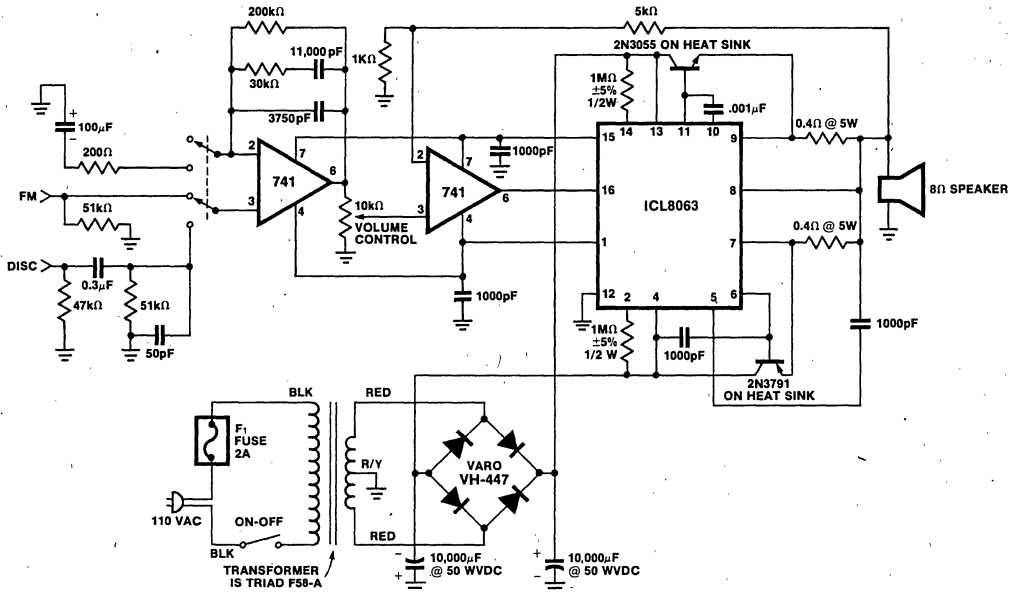 200kΩ
5kΩ
11,000pF
30kΩ
1KΩ
2N3055 ON HEAT SINK
1MΩ
±5%
1/2W
3750pF
.001µF
+
100µF
-
200Ω
2
7
741
6
3
4
2
7
741
6
3
4
1000pF
14
13
11
10
15
9
16
8
ICL8063
1
7
12
2
4
5
6
0.4Ω @ 5W
8Ω SPEAKER
0.4Ω @ 5W
FM
51kΩ
10kΩ
VOLUME
CONTROL
DISC
0.3µF
47kΩ
51kΩ
50pF
1000pF
1MΩ
±5%
1/2 W
1000pF
1000pF
2N3791
ON HEAT SINK
BLK
RED
F1
FUSE
2A
R/Y
VARO
VH-447
110 VAC
ON-OFF
BLK
RED
TRANSFORMER
IS TRIAD F58-A
-
+
10,000µF
@ 50 WVDC
+
-
10,000µF
@ 50 WVDC